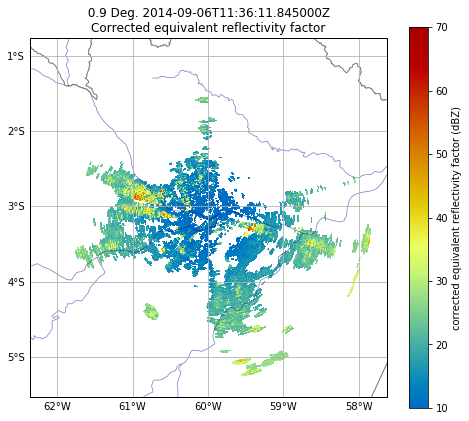 0.9 Deg. 2014-09-06T11:36:11.845000Z
Corrected equivalent reflectivity factor
1°S
2°S
3°S
4°S
5°S
62°W
61°W
60°W
59°W
58°W
70
60
50
40
30
20
10
corrected equivalent reflectivity factor (dBZ)